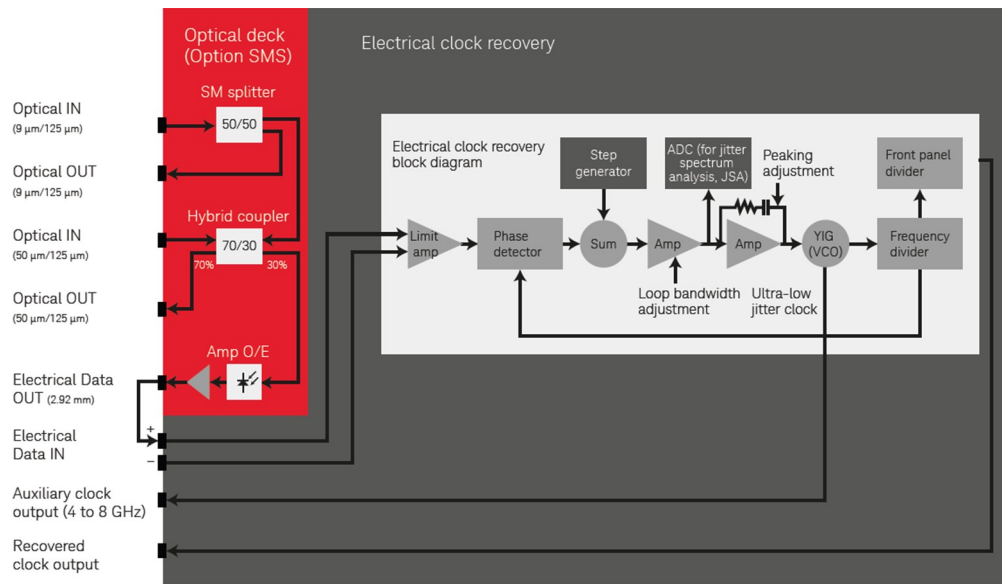 Optical deck
(Option SMS)
Electrical clock recovery
SM splitter
50/50
Optical IN
(9 µm/125 µm)
Optical OUT
(9 µm/125 µm)
Hybrid coupler
70/30
70%
30%
Optical IN
(50 µm/125 µm)
Optical OUT
(50 µm/125 µm)
Amp O/E
Electrical Data
OUT (2.92 mm)
+
Electrical
Data IN
–
Auxiliary clock
output (4 to 8 GHz)
Recovered
clock output
Electrical clock recovery
block diagram
Step
generator
ADC (for jitter
spectrum
analysis, JSA)
Peaking
adjustment
Front panel
divider
Limit
amp
Phase
detector
Sum
Amp
Amp
YIG
(VCO)
Frequency
divider
Loop bandwidth
adjustment
Ultra-low
jitter clock